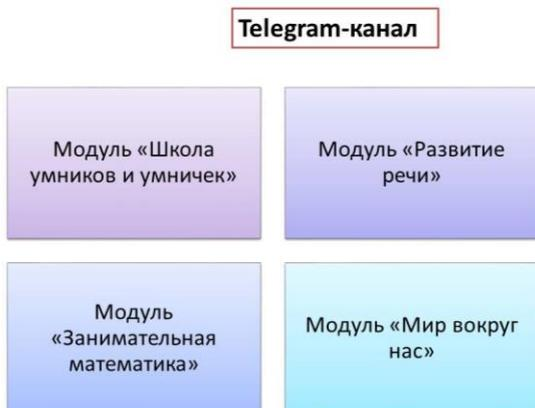 Telegram-канал
Модуль «Школа
умников и умничек»
Модуль «Развитие
речи»
Модуль
«Занимательная
математика»
Модуль «Мир вокруг
нас»